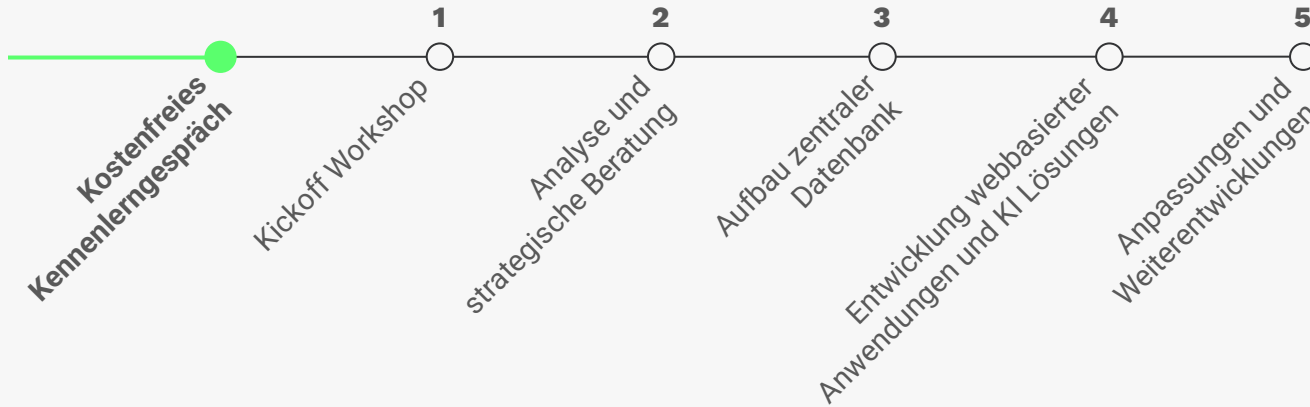 1
2
3
4
5
Kostenfreies
Kennenlerngespräch
Kickoff Workshop
Analyse und
strategische Beratung
Aufbau zentraler
Datenbank
Entwicklung webbasierter
Anwendungen und KI Lösungen
Anpassungen und
Weiterentwicklungen